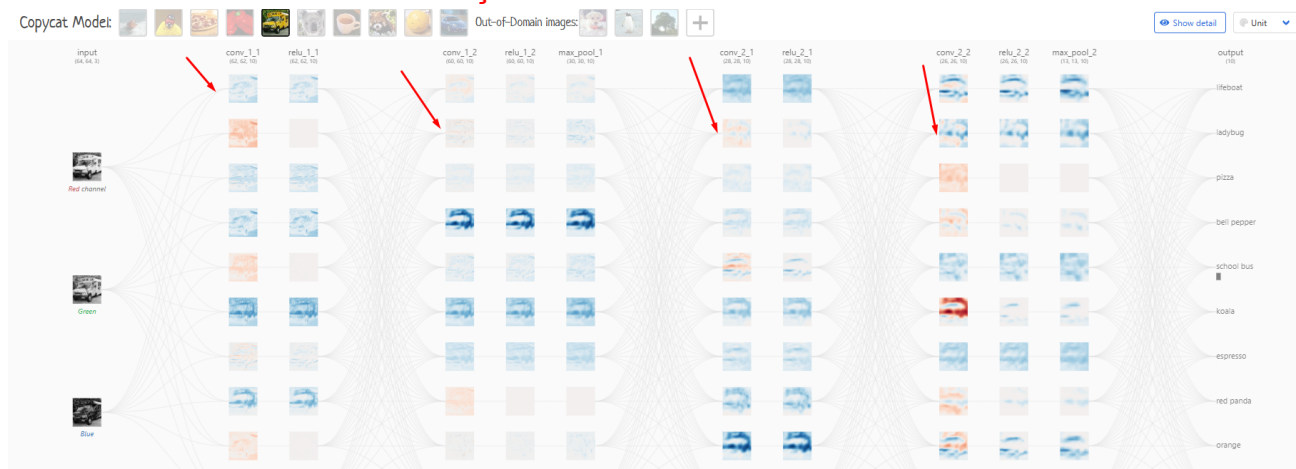 Copycat Model:
Out-of-Domain images:
Show detail
Unit
input
(64, 64, 3)
conv_1_1
(62, 62, 10)
relu_1_1
(62, 62, 10)
conv_1_2
(60, 60, 10)
relu_1_2
(60, 60, 10)
max_pool_1
(30, 30, 10)
conv_2_1
(28, 28, 10)
relu_2_1
(28, 28, 10)
conv_2_2
(26, 26, 10)
relu_2_2
(26, 26, 10)
max_pool_2
(13, 13, 10)
output
(10)
lifeboat
ladybug
Red channel
pizza
bell pepper
school bus
Green
koala
espresso
red panda
Blue
orange